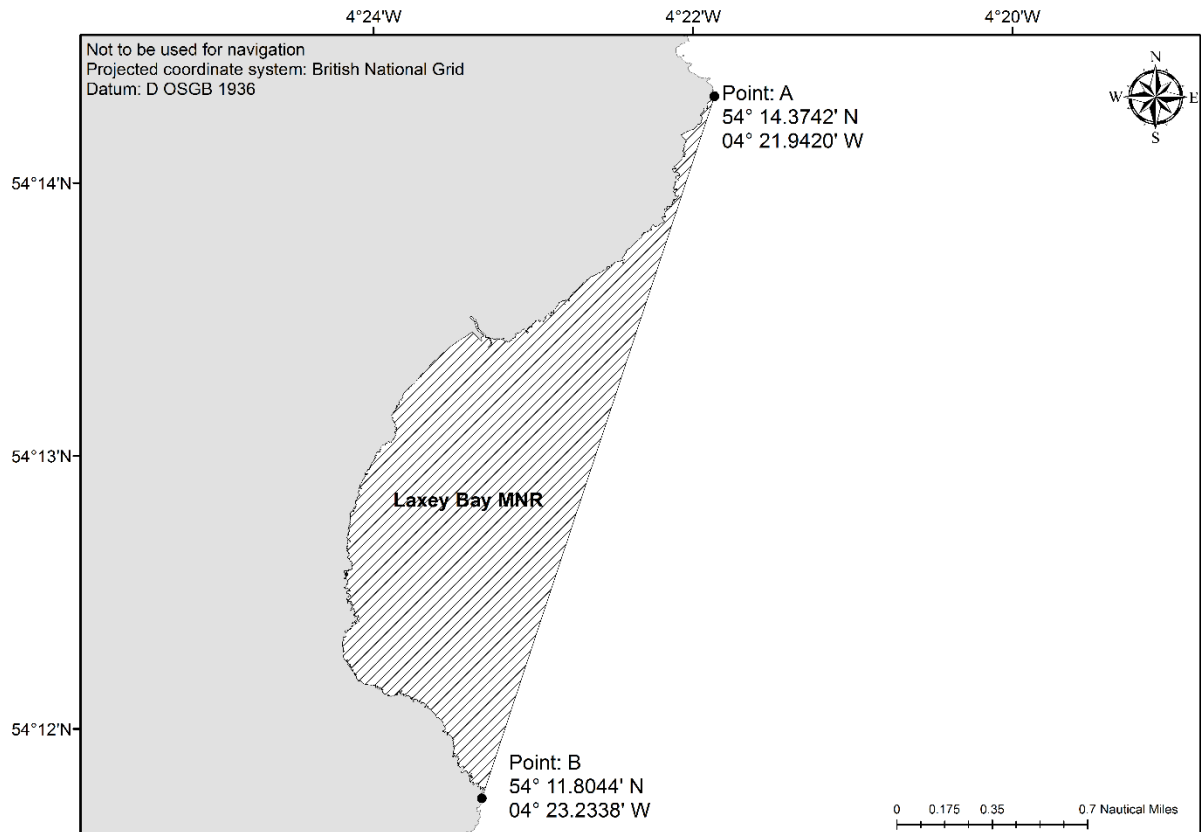 4°24'W 4°22'W 4°20'W
Not to be used for navigation
Projected coordinate system: British National Grid
Datum: D OSGB 1936
N
W E
S
Point: A
54° 14.3742' N
04° 21.9420' W
54°14'N
54°13'N
Laxey Bay MNR
54°12'N
Point: B
54° 11.8044' N
04° 23.2338' W
0 0.175 0.35 0.7 Nautical Miles